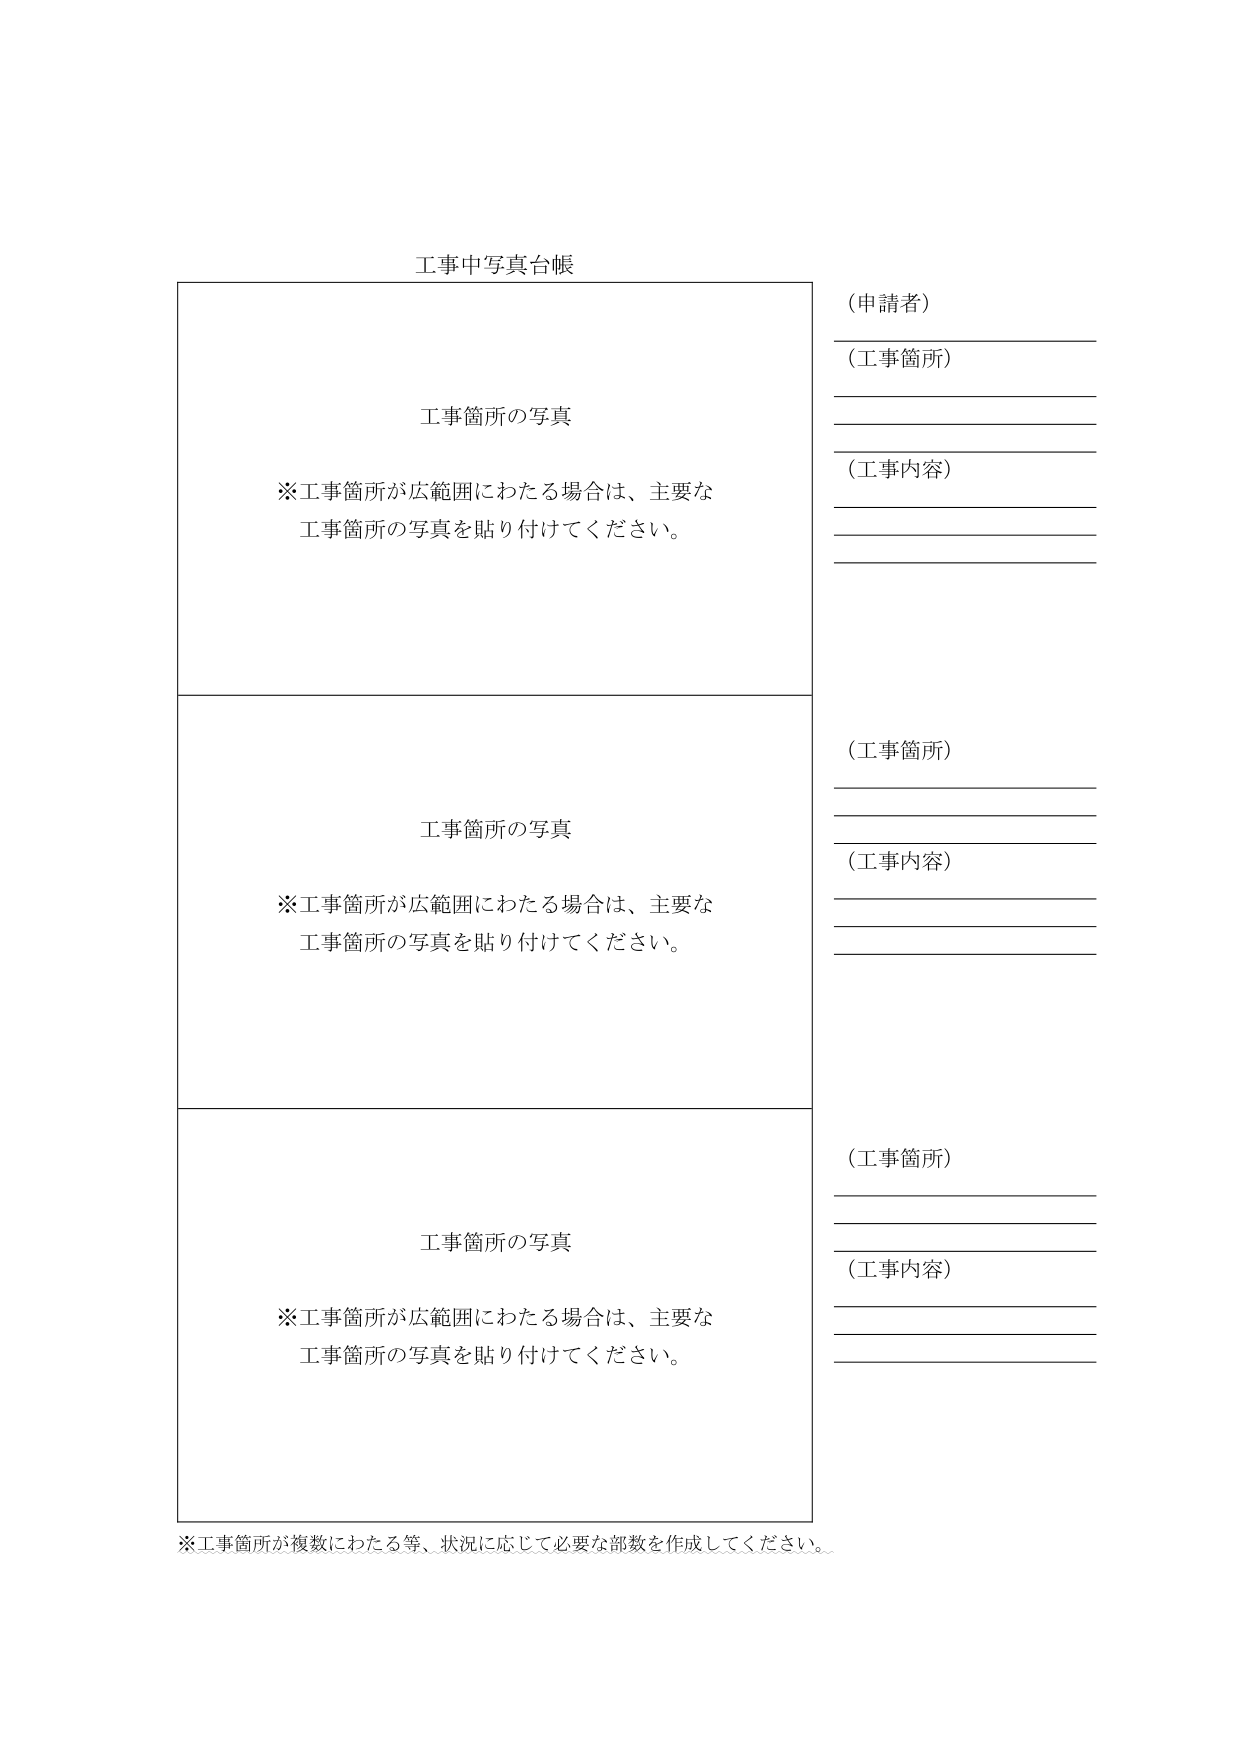 工事中写真台帳
（申請者）
（工事箇所）
工事箇所の写真
（工事内容）
※工事箇所が広範囲にわたる場合は、主要な
工事箇所の写真を貼り付けてください。
（工事箇所）
工事箇所の写真
（工事内容）
※工事箇所が広範囲にわたる場合は、主要な
工事箇所の写真を貼り付けてください。
（工事箇所）
工事箇所の写真
（工事内容）
※工事箇所が広範囲にわたる場合は、主要な
工事箇所の写真を貼り付けてください。
※工事箇所が複数にわたる等、状況に応じて必要な部数を作成してください。